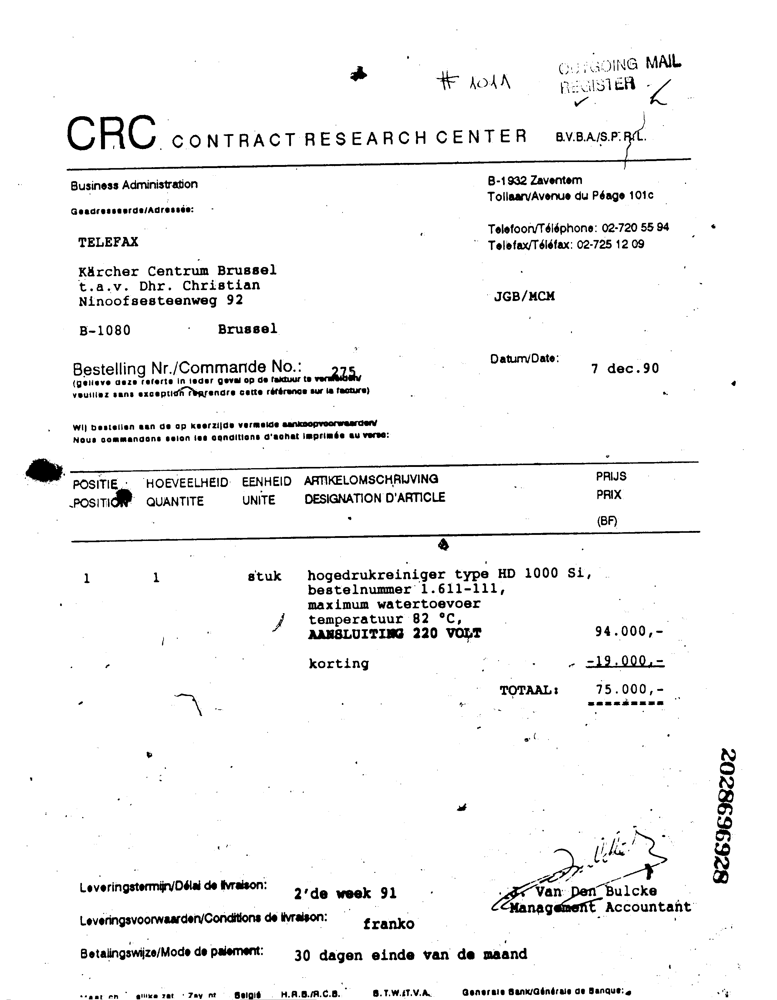 # 1011
OUTGOING MAIL
REGISTER
CRC CONTRACT RESEARCH CENTER B.V.B.A./S.P.R.L.
Business Administration
Geadresseerde/Adressée:
B-1932 Zaventem
Tollaan/Avenue du Péage 101c
Telefoon/Téléphone: 02-720 55 94
Telefax/Téléfax: 02-725 12 09
TELEFAX
Kärcher Centrum Brussel
t.a.v. Dhr. Christian
Ninoofsesteenweg 92
JGB/MCM
B-1080 Brussel
Bestelling Nr./Commande No.: 275
(gelieve deze referte in ieder geval op de faktuur te vermelden/
veuillez sans exception reprendre cette référence sur la facture)
Datum/Date: 7 dec.90
Wij bestellen aan de op keerzijde vermelde aankoopvoorwaarden/
Nous commandons selon les conditions d'achat imprimée au verso:
POSITIE HOEVEELHEID EENHEID ARTIKELOMSCHRIJVING PRIJS
POSITION QUANTITE UNITE DESIGNATION D'ARTICLE PRIX
(BF)
1 1 stuk hogedrukreiniger type HD 1000 Si,
bestelnummer 1.611-111,
maximum watertoevoer
temperatuur 82 °C,
AANSLUITING 220 VOLT 94.000,-
korting -19.000,-
TOTAAL: 75.000,-
=========
2028696928
Leveringstermijn/Délai de livraison: 2'de week 91
J. Van Den Bulcke
Management Accountant
Leveringsvoorwaarden/Conditions de livraison: franko
Betalingswijze/Mode de paiement: 30 dagen einde van de maand
België H.R.B./R.C.B. B.T.W./T.V.A. Generale Bank/Générale de Banque: